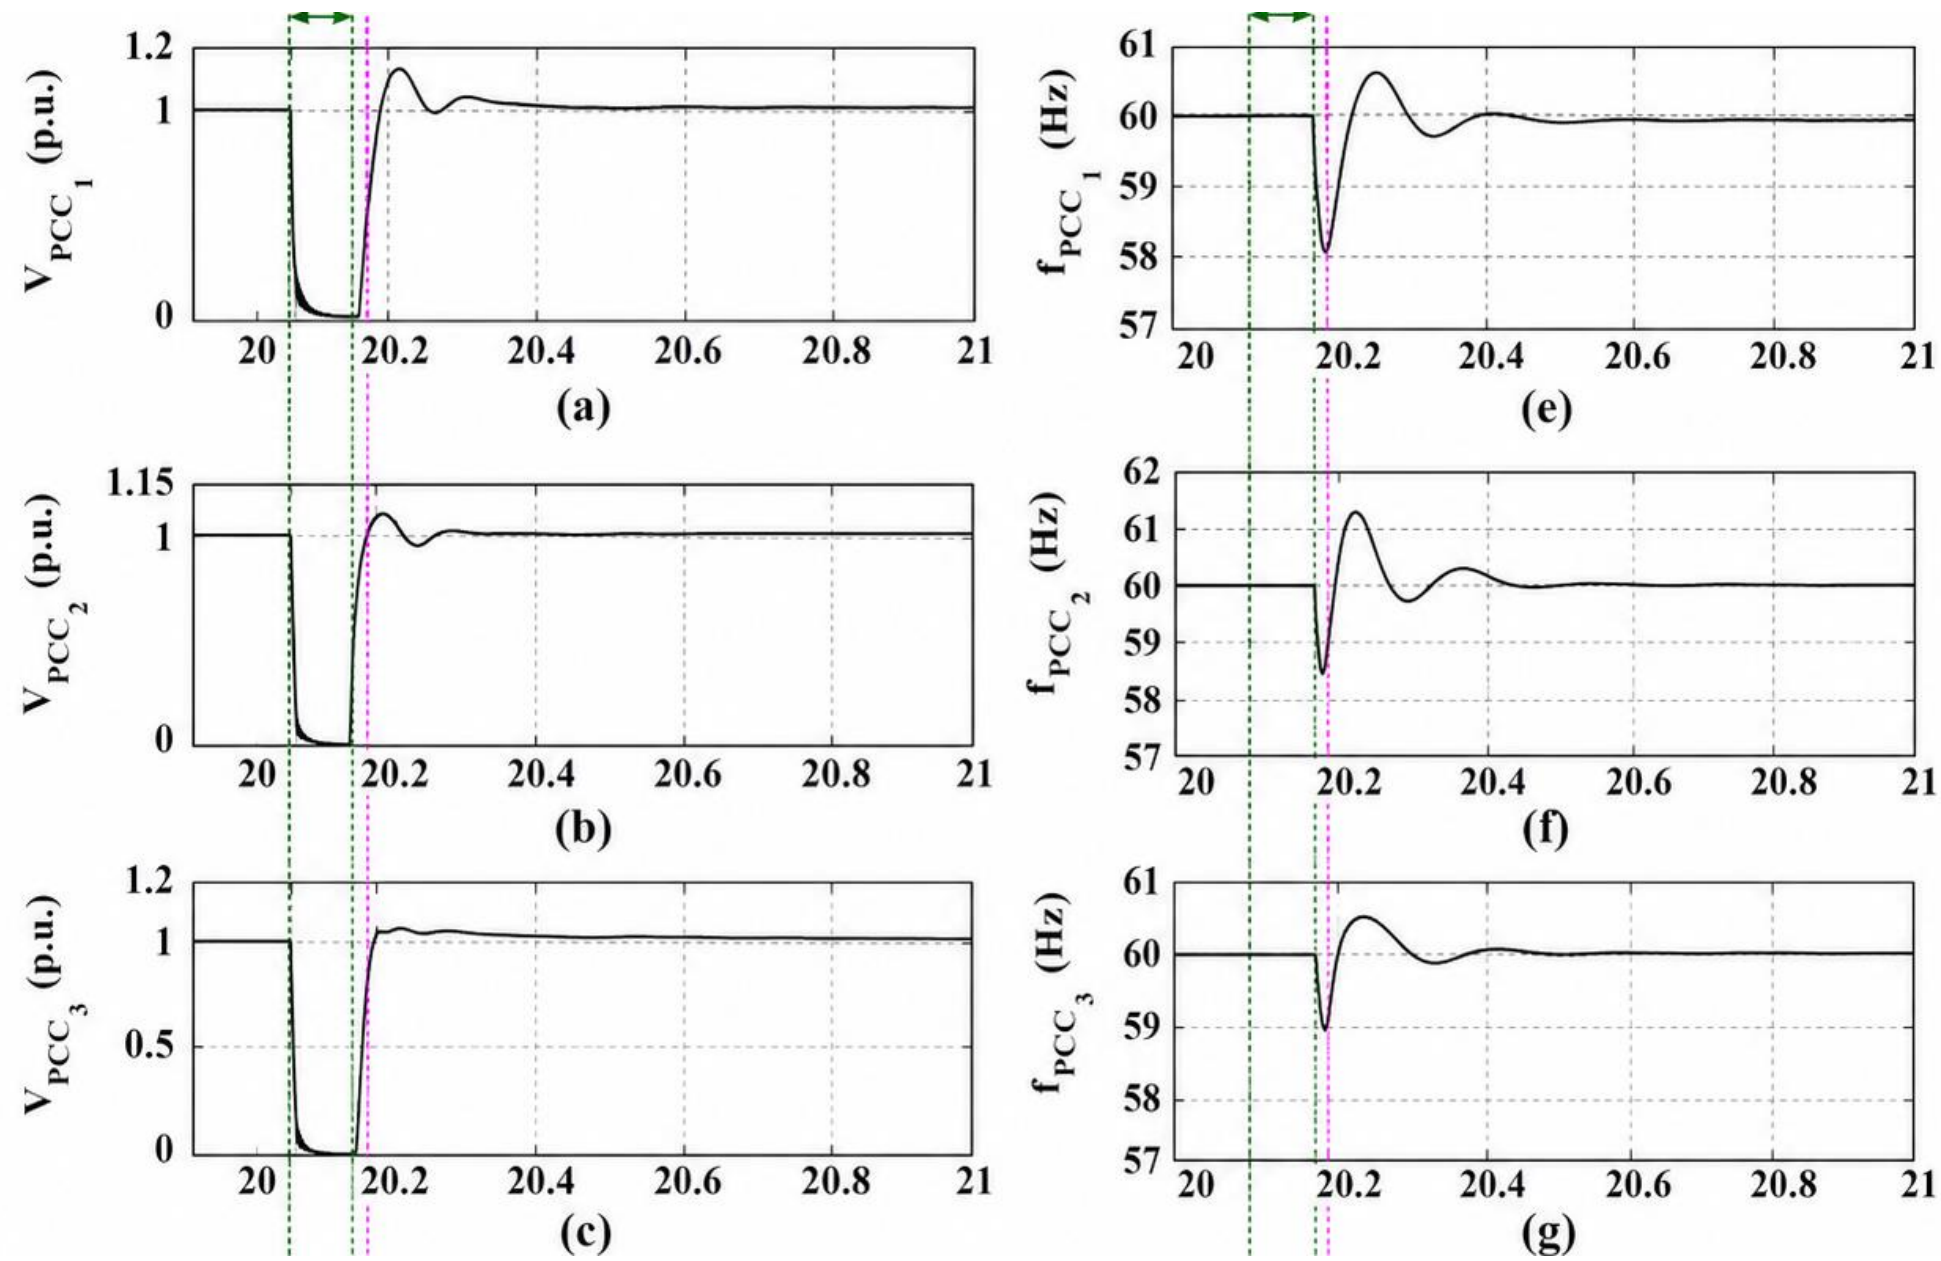 1.2
1
0
V_PCC_1 (p.u.)
20 20.2 20.4 20.6 20.8 21
(a)
1.15
1
0
V_PCC_2 (p.u.)
20 20.2 20.4 20.6 20.8 21
(b)
1.2
1
0.5
0
V_PCC_3 (p.u.)
20 20.2 20.4 20.6 20.8 21
(c)
61
60
59
58
57
f_PCC_1 (Hz)
20 20.2 20.4 20.6 20.8 21
(e)
62
61
60
59
58
57
f_PCC_2 (Hz)
20 20.2 20.4 20.6 20.8 21
(f)
61
60
59
58
57
f_PCC_3 (Hz)
20 20.2 20.4 20.6 20.8 21
(g)